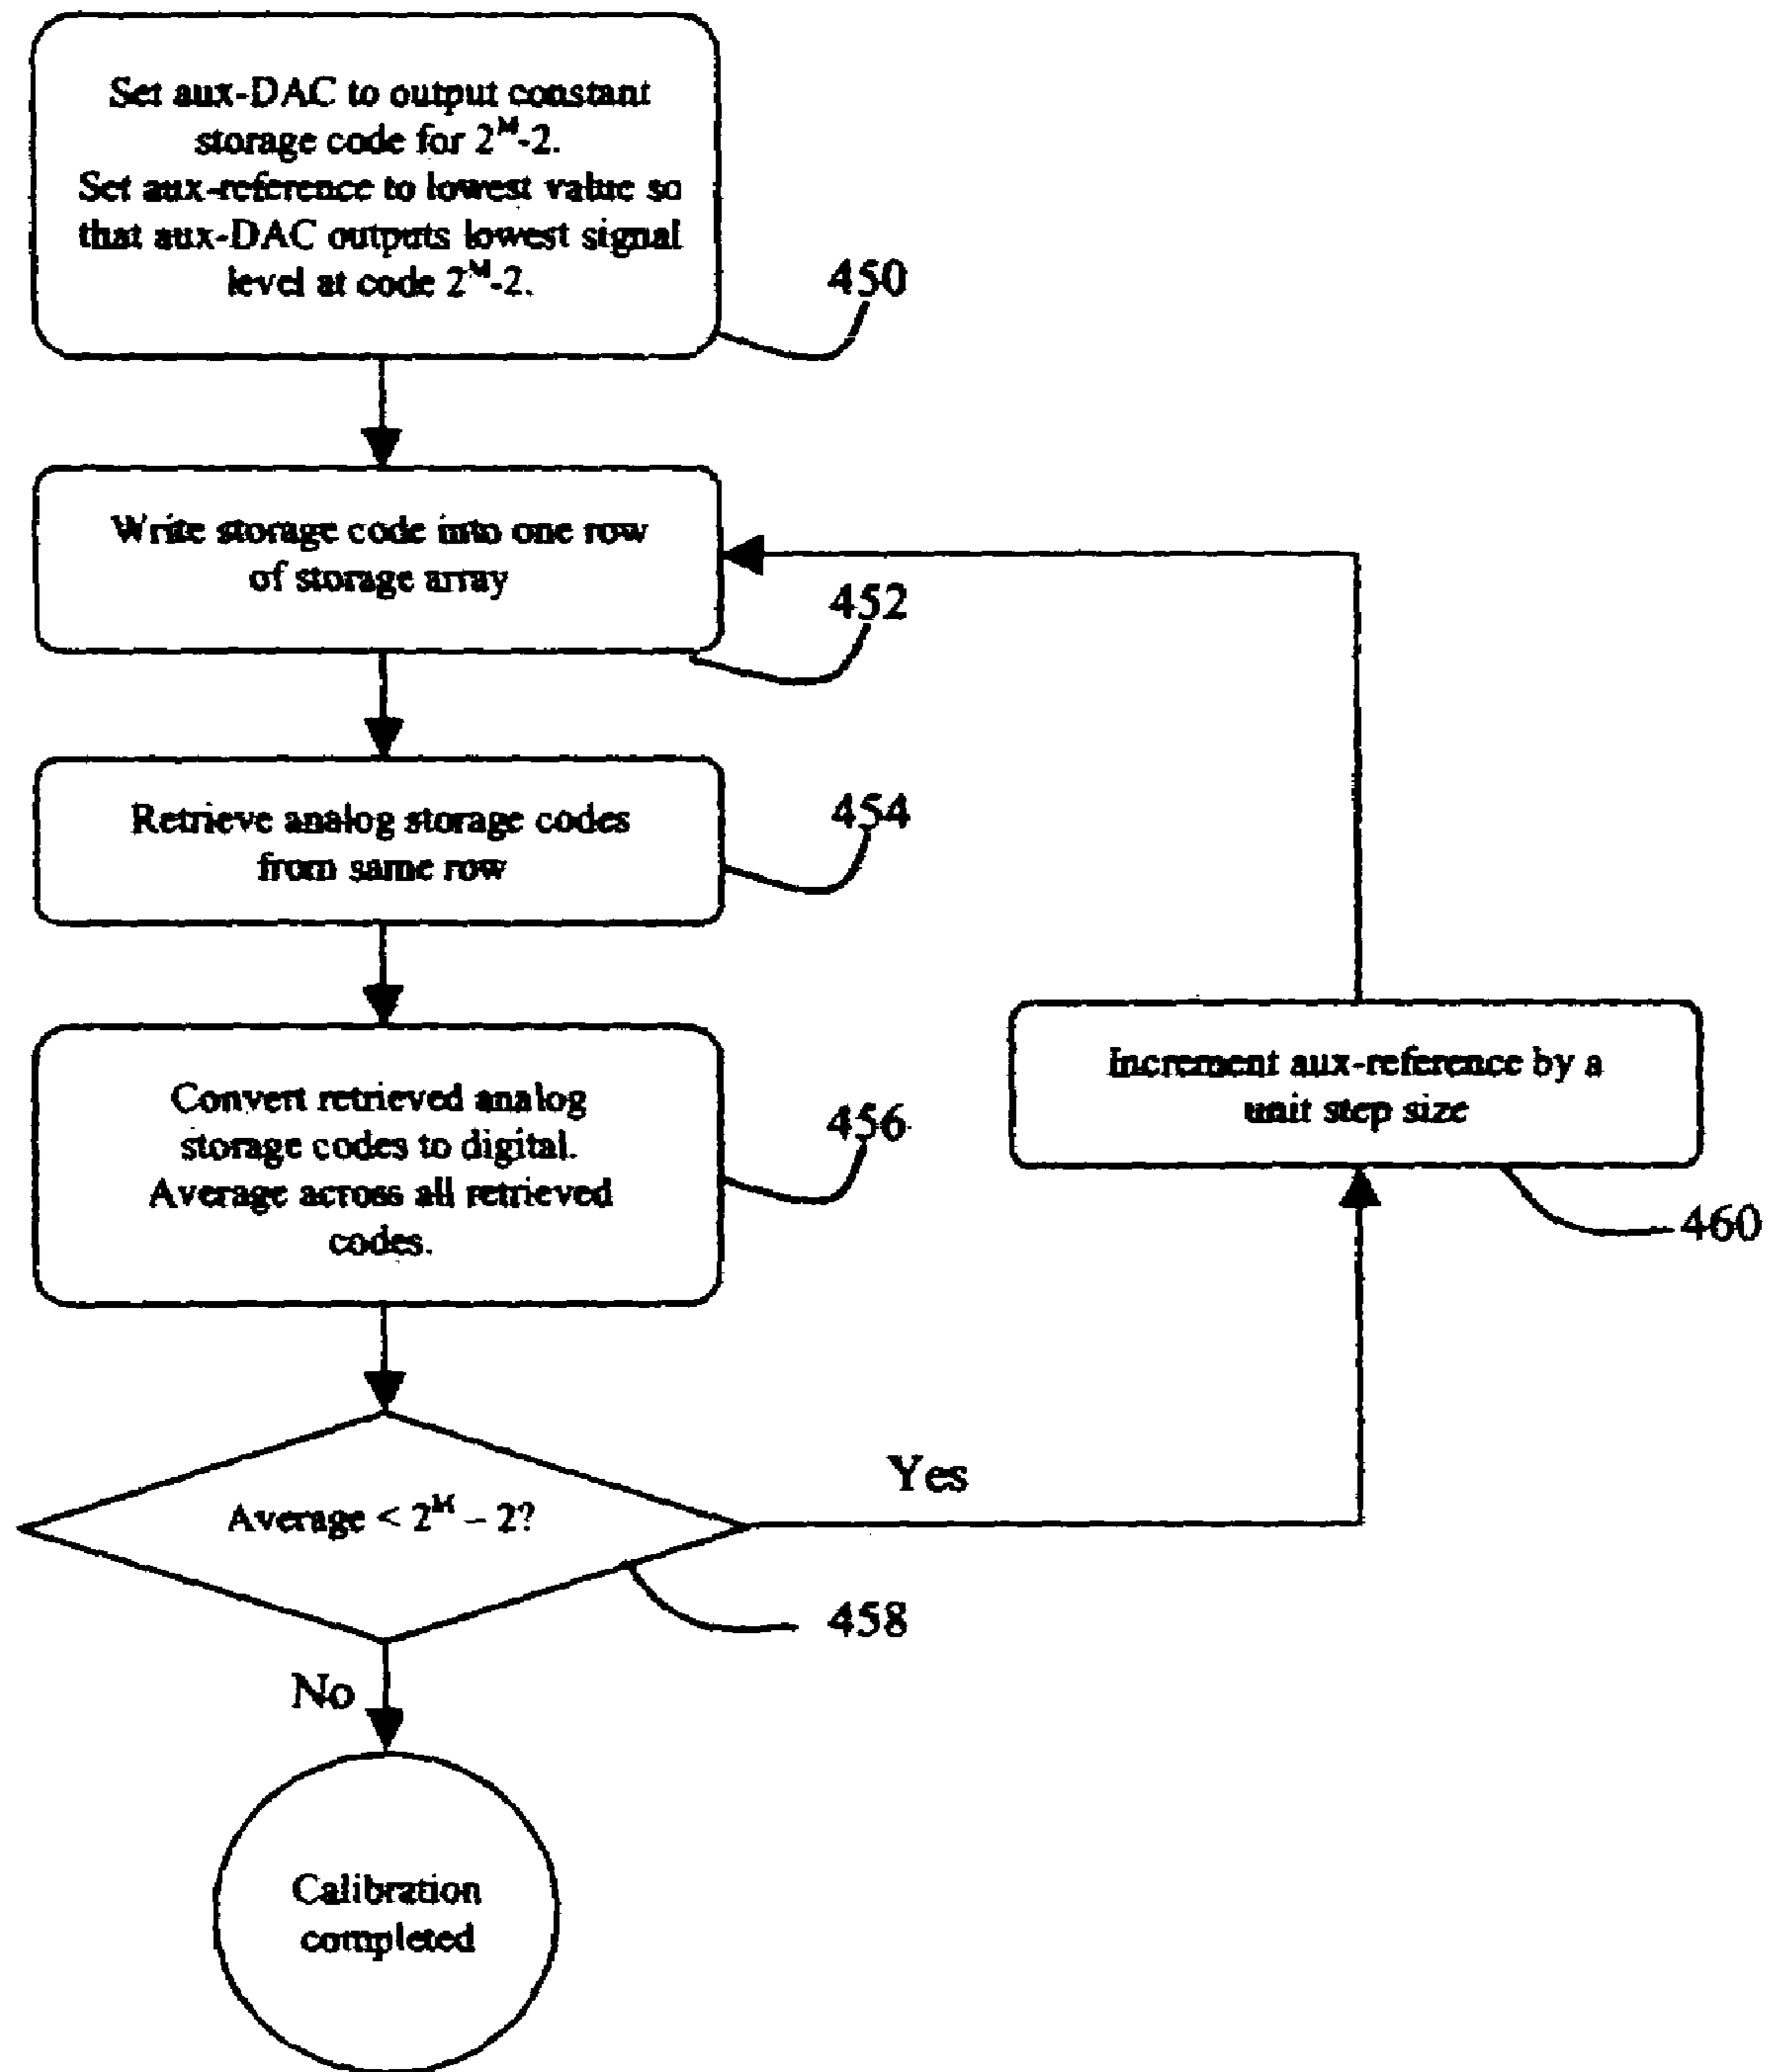 Set aux-DAC to output constant
storage code for 2^M-2.
Set aux-reference to lowest value so
that aux-DAC outputs lowest signal
level at code 2^M-2.
450
Write storage code into one row
of storage array
452
Retrieve analog storage codes
from same row
454
Convert retrieved analog
storage codes to digital.
Average across all retrieved
codes.
456
Increment aux-reference by a
unit step size
460
Average < 2^M – 2?
Yes
458
No
Calibration
completed